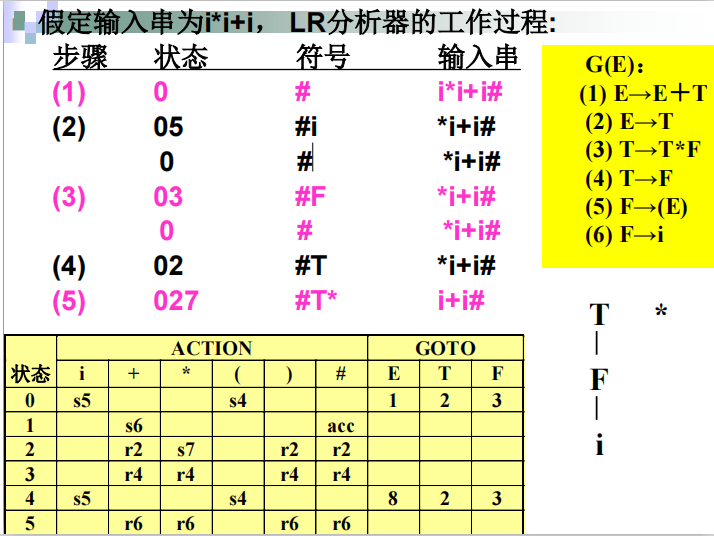 假定输入串为i*i+i， LR分析器的工作过程:
步骤 状态 符号 输入串
(1) 0 # i*i+i#
(2) 05 #i *i+i#
0 # *i+i#
(3) 03 #F *i+i#
0 # *i+i#
(4) 02 #T *i+i#
(5) 027 #T* i+i#
G(E)：
(1) E→E＋T
(2) E→T
(3) T→T*F
(4) T→F
(5) F→(E)
(6) F→i
T *
F
i
ACTION GOTO
状态 i + * ( ) # E T F
0 s5 s4 1 2 3
1 s6 acc
2 r2 s7 r2 r2
3 r4 r4 r4 r4
4 s5 s4 8 2 3
5 r6 r6 r6 r6